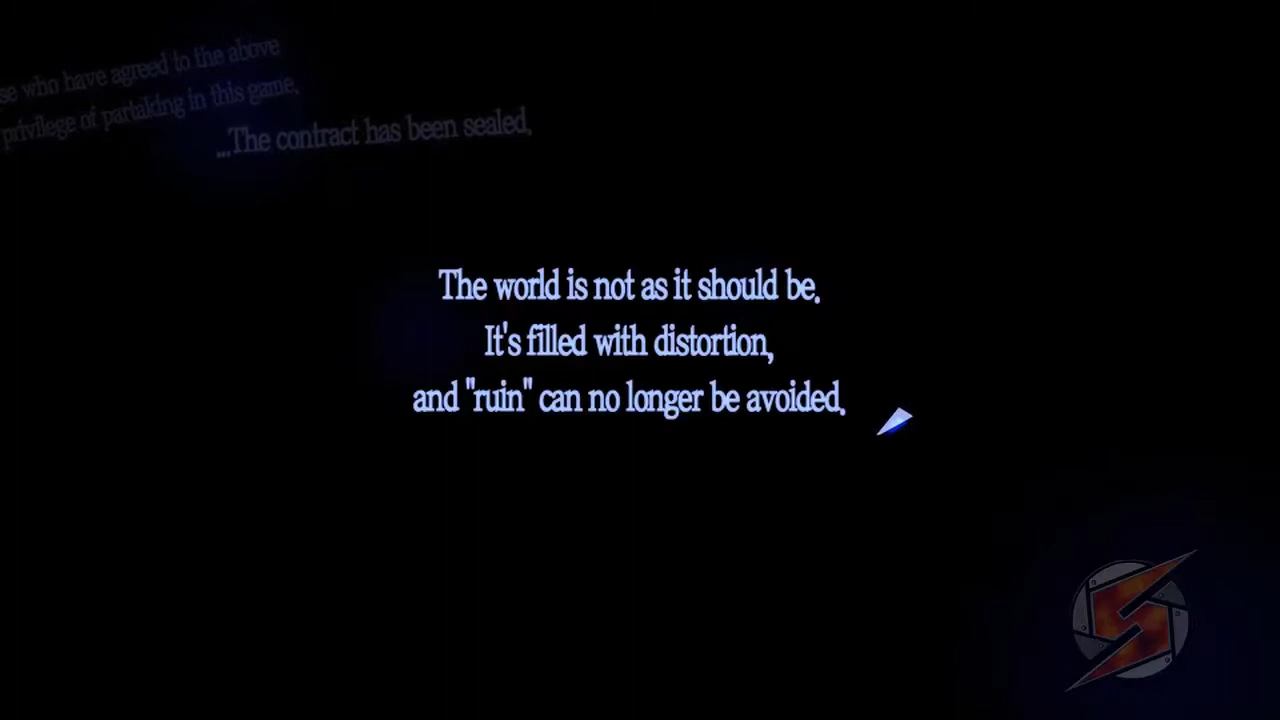 se who have agreed to the above
privilege of partaking in this game.
...The contract has been sealed.
The world is not as it should be.
It's filled with distortion,
and "ruin" can no longer be avoided.